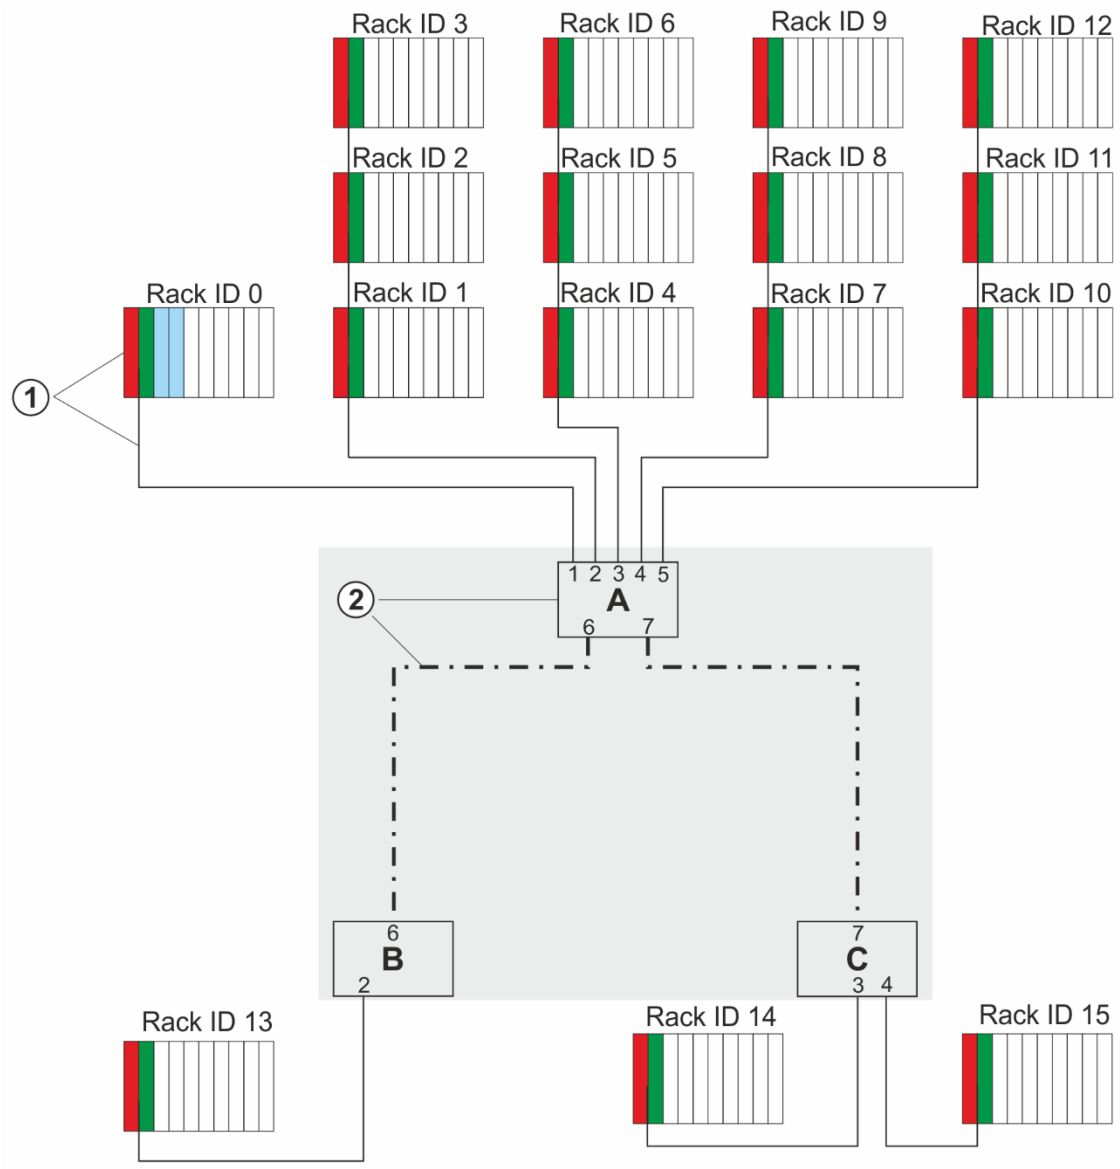 Rack ID 3
Rack ID 6
Rack ID 9
Rack ID 12
Rack ID 2
Rack ID 5
Rack ID 8
Rack ID 11
Rack ID 0
Rack ID 1
Rack ID 4
Rack ID 7
Rack ID 10
1
1 2 3 4 5
2
A
6 7
6
B
2
7
C
3 4
Rack ID 13
Rack ID 14
Rack ID 15